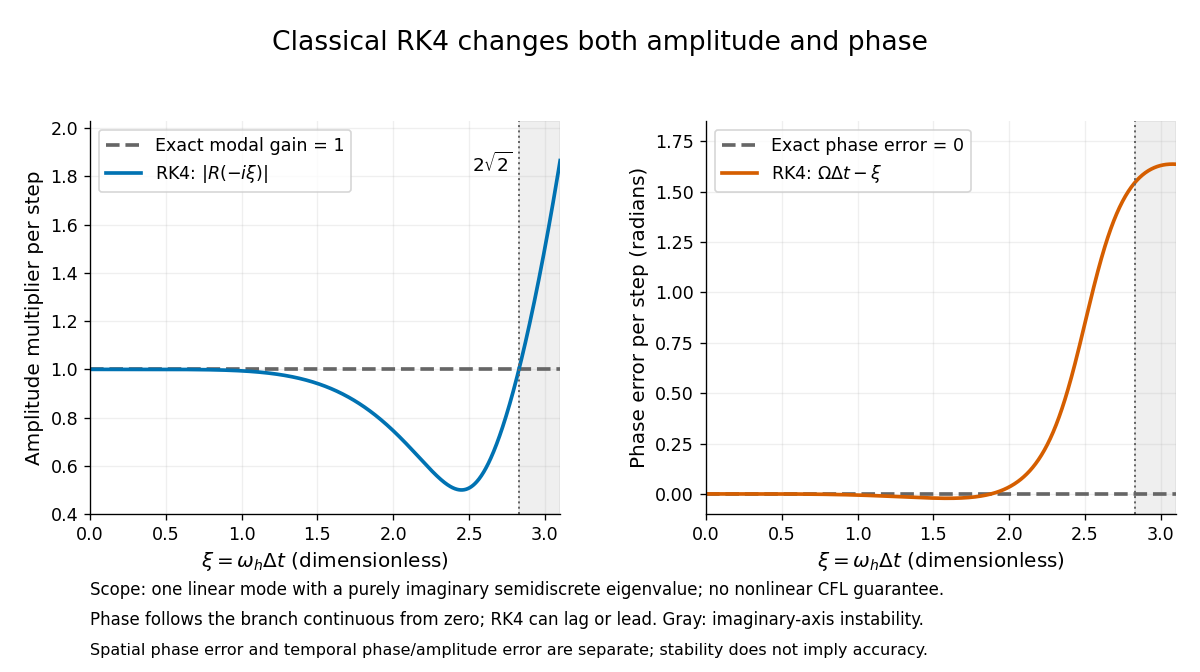 Classical RK4 changes both amplitude and phase
Amplitude multiplier per step
2.0
1.8
1.6
1.4
1.2
1.0
0.8
0.6
0.4
Exact modal gain = 1
RK4: |R(−iξ)|
2√2
0.0 0.5 1.0 1.5 2.0 2.5 3.0
ξ = ω_hΔt (dimensionless)
Phase error per step (radians)
1.75
1.50
1.25
1.00
0.75
0.50
0.25
0.00
Exact phase error = 0
RK4: ΩΔt − ξ
0.0 0.5 1.0 1.5 2.0 2.5 3.0
ξ = ω_hΔt (dimensionless)
Scope: one linear mode with a purely imaginary semidiscrete eigenvalue; no nonlinear CFL guarantee.
Phase follows the branch continuous from zero; RK4 can lag or lead. Gray: imaginary-axis instability.
Spatial phase error and temporal phase/amplitude error are separate; stability does not imply accuracy.